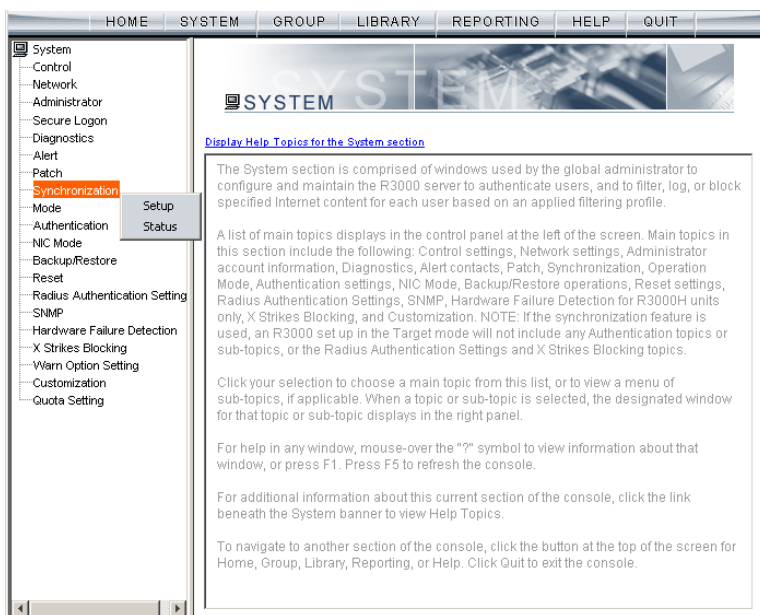 HOME SYSTEM GROUP LIBRARY REPORTING HELP QUIT
System
Control
Network
Administrator
Secure Logon
Diagnostics
Alert
Patch
Synchronization
Mode
Authentication
NIC Mode
Backup/Restore
Reset
Radius Authentication Setting
SNMP
Hardware Failure Detection
X Strikes Blocking
Warn Option Setting
Customization
Quota Setting
Setup
Status
SYSTEM
SYSTEM
Display Help Topics for the System section
The System section is comprised of windows used by the global administrator to
configure and maintain the R3000 server to authenticate users, and to filter, log, or block
specified Internet content for each user based on an applied filtering profile.
A list of main topics displays in the control panel at the left of the screen. Main topics in
this section include the following: Control settings, Network settings, Administrator
account information, Diagnostics, Alert contacts, Patch, Synchronization, Operation
Mode, Authentication settings, NIC Mode, Backup/Restore operations, Reset settings,
Radius Authentication Settings, SNMP, Hardware Failure Detection for R3000H units
only, X Strikes Blocking, and Customization. NOTE: If the synchronization feature is
used, an R3000 set up in the Target mode will not include any Authentication topics or
sub-topics, or the Radius Authentication Settings and X Strikes Blocking topics.
Click your selection to choose a main topic from this list, or to view a menu of
sub-topics, if applicable. When a topic or sub-topic is selected, the designated window
for that topic or sub-topic displays in the right panel.
For help in any window, mouse-over the "?" symbol to view information about that
window, or press F1. Press F5 to refresh the console.
For additional information about this current section of the console, click the link
beneath the System banner to view Help Topics.
To navigate to another section of the console, click the button at the top of the screen for
Home, Group, Library, Reporting, or Help. Click Quit to exit the console.